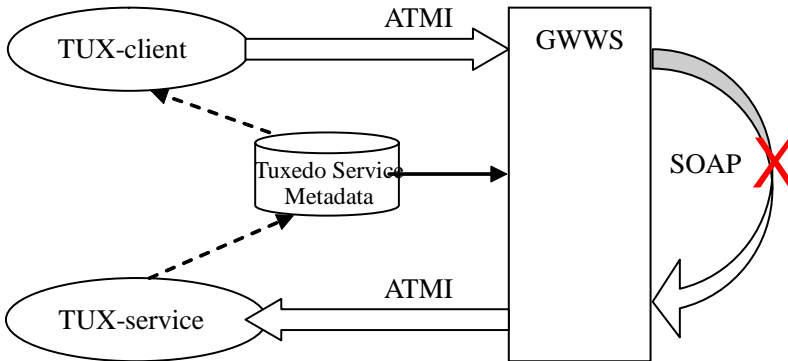 ATMI
TUX-client
GWWS
Tuxedo Service
Metadata
SOAP
ATMI
TUX-service